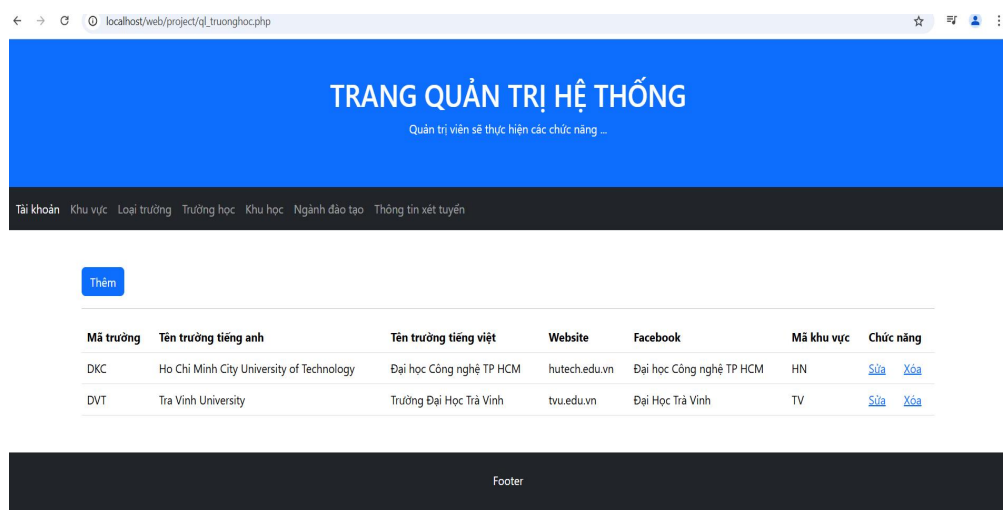 localhost/web/project/ql_truonghoc.php
TRANG QUẢN TRỊ HỆ THỐNG
Quản trị viên sẽ thực hiện các chức năng ...
Tài khoản Khu vực Loại trường Trường học Khu học Ngành đào tạo Thông tin xét tuyển
Thêm
Mã trường Tên trường tiếng anh Tên trường tiếng việt Website Facebook Mã khu vực Chức năng
DKC Ho Chi Minh City University of Technology Đại học Công nghệ TP HCM hutech.edu.vn Đại học Công nghệ TP HCM HN Sửa Xóa
DVT Tra Vinh University Trường Đại Học Trà Vinh tvu.edu.vn Đại Học Trà Vinh TV Sửa Xóa
Footer